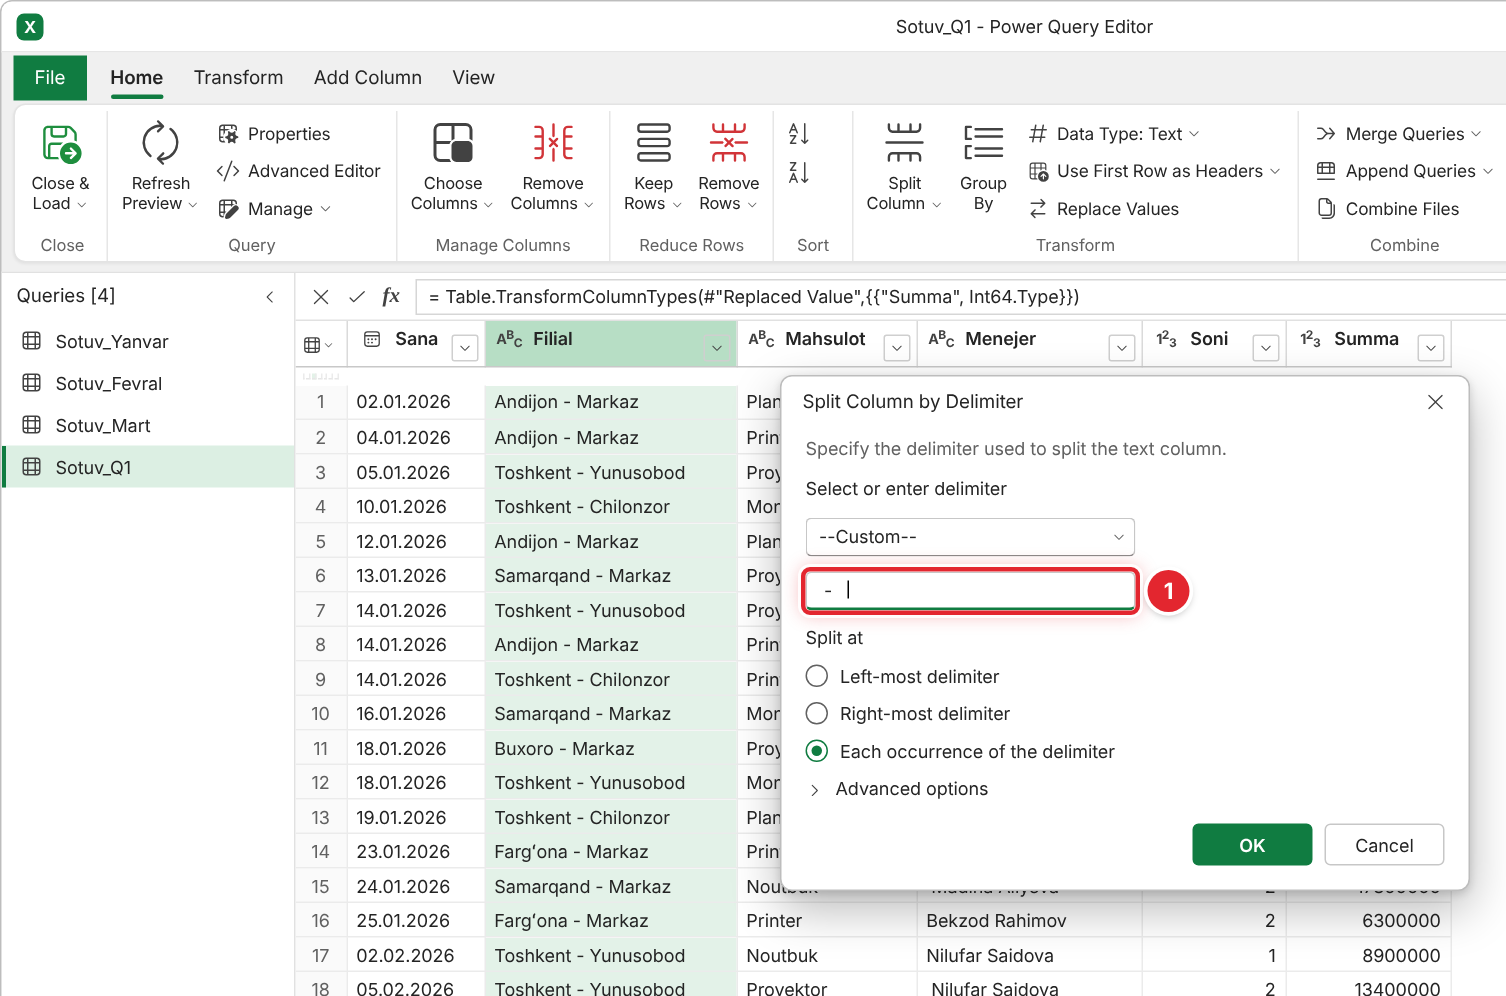 X
Sotuv_Q1 - Power Query Editor
File Home Transform Add Column View
Close & Load
Refresh Preview
Properties
Advanced Editor
Manage
Choose Columns
Remove Columns
Keep Rows
Remove Rows
Split Column
Group By
Data Type: Text
Use First Row as Headers
Replace Values
Merge Queries
Append Queries
Combine Files
Close Query Manage Columns Reduce Rows Sort Transform Combine
Queries [4]
Sotuv_Yanvar
Sotuv_Fevral
Sotuv_Mart
Sotuv_Q1
fx = Table.TransformColumnTypes(#"Replaced Value",{{"Summa", Int64.Type}})
Sana ABC Filial ABC Mahsulot ABC Menejer 123 Soni 123 Summa
1 02.01.2026 Andijon - Markaz
2 04.01.2026 Andijon - Markaz
3 05.01.2026 Toshkent - Yunusobod
4 10.01.2026 Toshkent - Chilonzor
5 12.01.2026 Andijon - Markaz
6 13.01.2026 Samarqand - Markaz
7 14.01.2026 Toshkent - Yunusobod
8 14.01.2026 Andijon - Markaz
9 14.01.2026 Toshkent - Chilonzor
10 16.01.2026 Samarqand - Markaz
11 18.01.2026 Buxoro - Markaz
12 18.01.2026 Toshkent - Yunusobod
13 19.01.2026 Toshkent - Chilonzor
14 23.01.2026 Fargʻona - Markaz
15 24.01.2026 Samarqand - Markaz
16 25.01.2026 Fargʻona - Markaz Printer Bekzod Rahimov 2 6300000
17 02.02.2026 Toshkent - Yunusobod Noutbuk Nilufar Saidova 1 8900000
18 05.02.2026 Toshkent - Yunusobod Proyektor Nilufar Saidova 2 13400000
Split Column by Delimiter
Specify the delimiter used to split the text column.
Select or enter delimiter
--Custom--
-
1
Split at
Left-most delimiter
Right-most delimiter
Each occurrence of the delimiter
Advanced options
OK Cancel